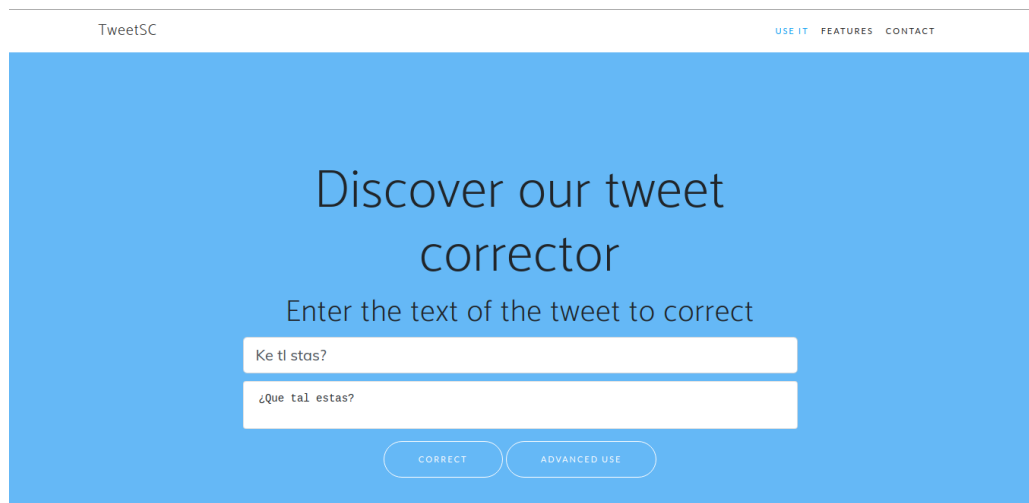 TweetSC
USE IT FEATURES CONTACT
Discover our tweet
corrector
Enter the text of the tweet to correct
Ke tl stas?
¿Que tal estas?
CORRECT ADVANCED USE